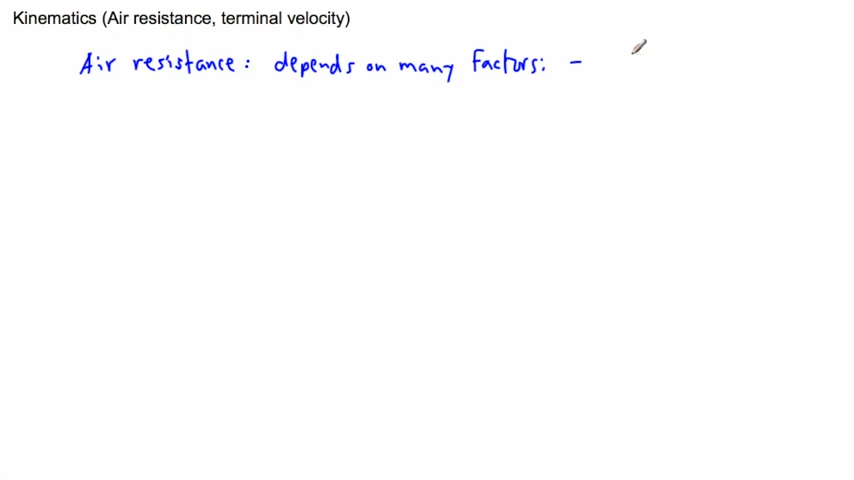 Kinematics (Air resistance, terminal velocity)
Air resistance: depends on many factors: -